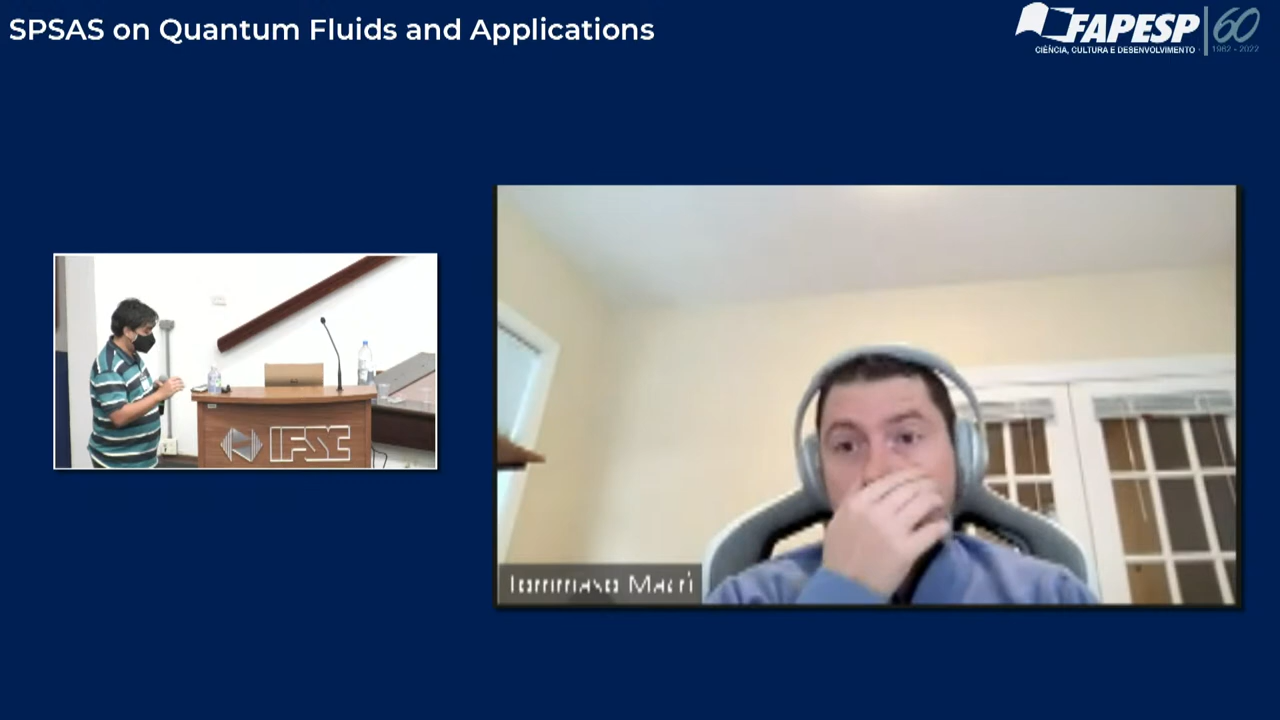 SPSAS on Quantum Fluids and Applications
FAPESP 60
CIÊNCIA, CULTURA E DESENVOLVIMENTO
1962 - 2022
IFSC
Tommaso Macrì